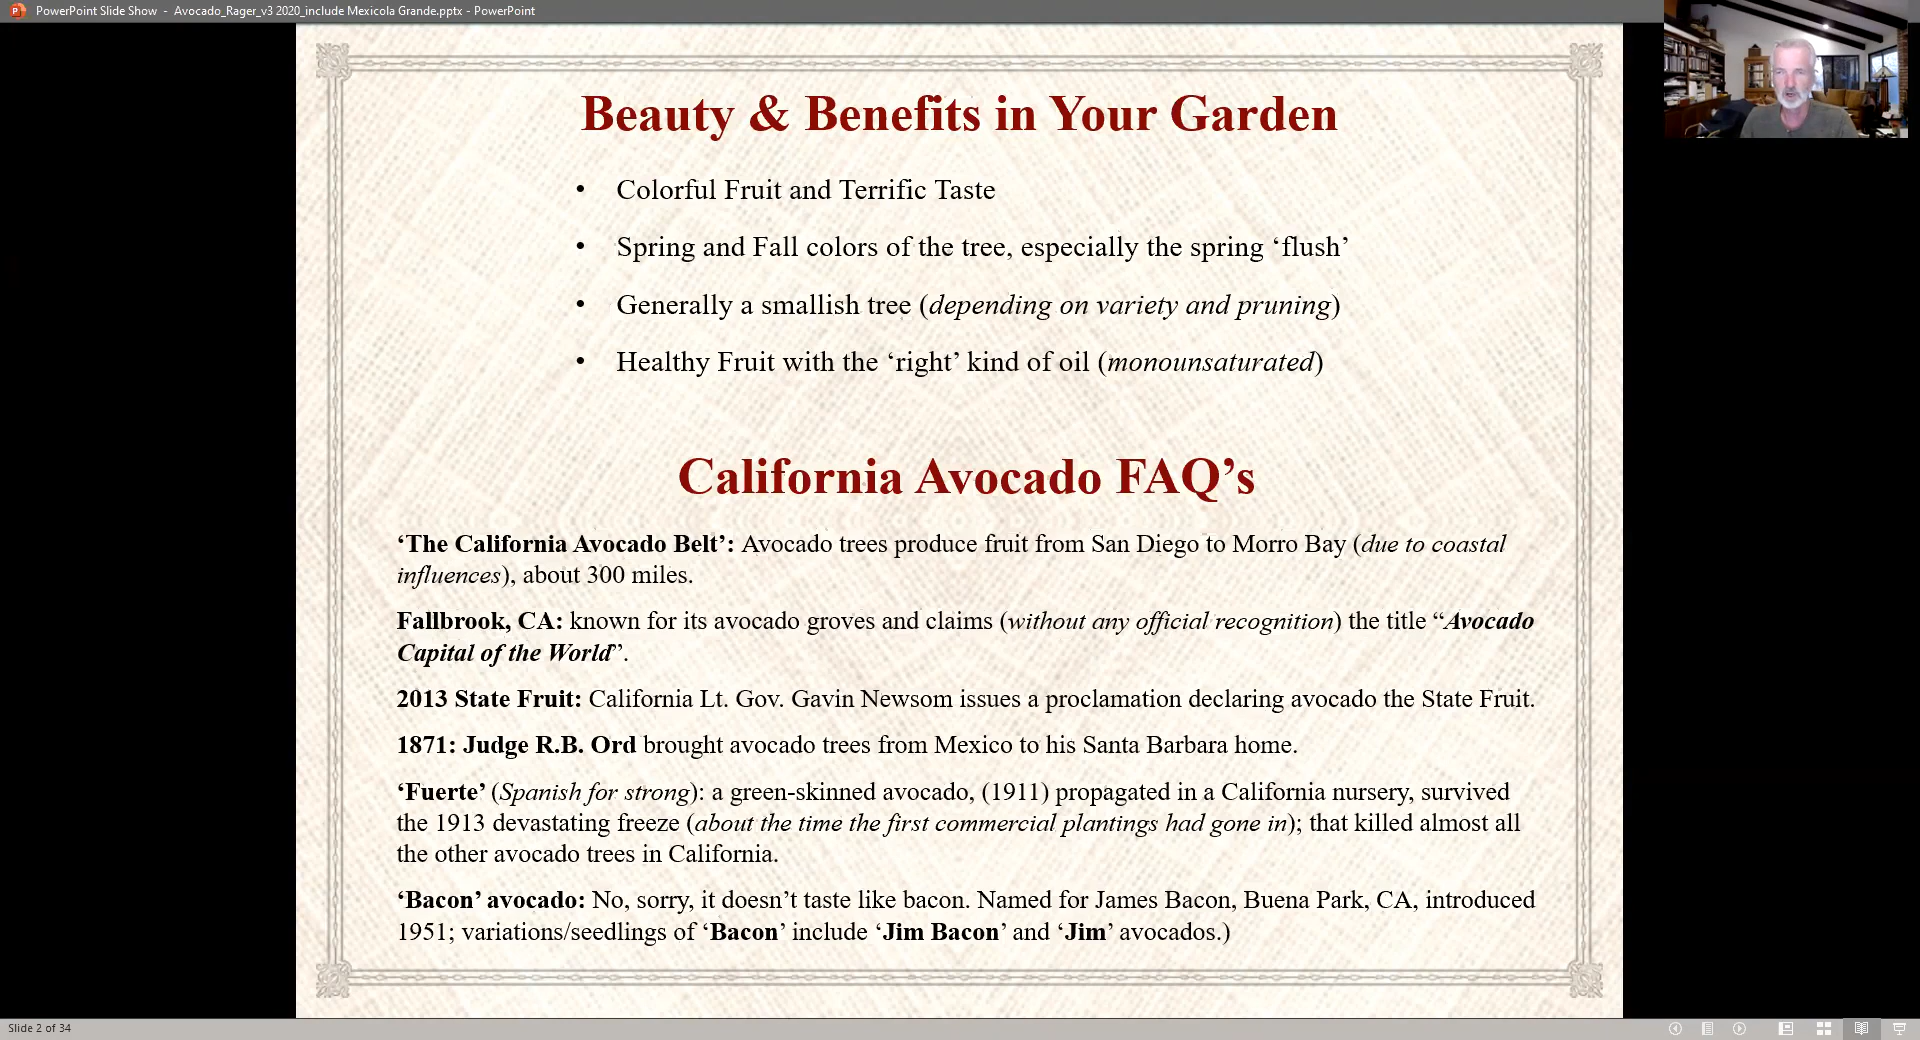 PowerPoint Slide Show - Avocado_Rager_v3 2020_include Mexicola Grande.pptx - PowerPoint
Beauty & Benefits in Your Garden
• Colorful Fruit and Terrific Taste
• Spring and Fall colors of the tree, especially the spring ‘flush’
• Generally a smallish tree (depending on variety and pruning)
• Healthy Fruit with the ‘right’ kind of oil (monounsaturated)
California Avocado FAQ’s
‘The California Avocado Belt’: Avocado trees produce fruit from San Diego to Morro Bay (due to coastal
influences), about 300 miles.
Fallbrook, CA: known for its avocado groves and claims (without any official recognition) the title “Avocado
Capital of the World”.
2013 State Fruit: California Lt. Gov. Gavin Newsom issues a proclamation declaring avocado the State Fruit.
1871: Judge R.B. Ord brought avocado trees from Mexico to his Santa Barbara home.
‘Fuerte’ (Spanish for strong): a green-skinned avocado, (1911) propagated in a California nursery, survived
the 1913 devastating freeze (about the time the first commercial plantings had gone in); that killed almost all
the other avocado trees in California.
‘Bacon’ avocado: No, sorry, it doesn’t taste like bacon. Named for James Bacon, Buena Park, CA, introduced
1951; variations/seedlings of ‘Bacon’ include ‘Jim Bacon’ and ‘Jim’ avocados.)
Slide 2 of 34